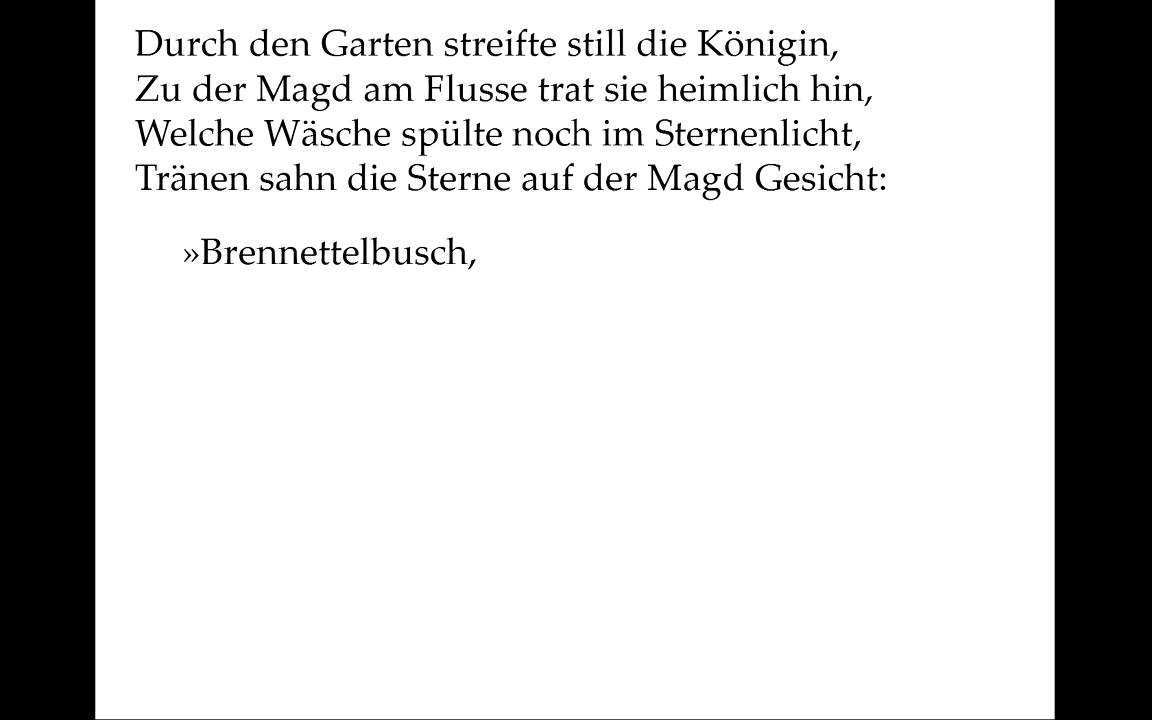 Durch den Garten streifte still die Königin,
Zu der Magd am Flusse trat sie heimlich hin,
Welche Wäsche spülte noch im Sternenlicht,
Tränen sahn die Sterne auf der Magd Gesicht:
»Brennettelbusch,